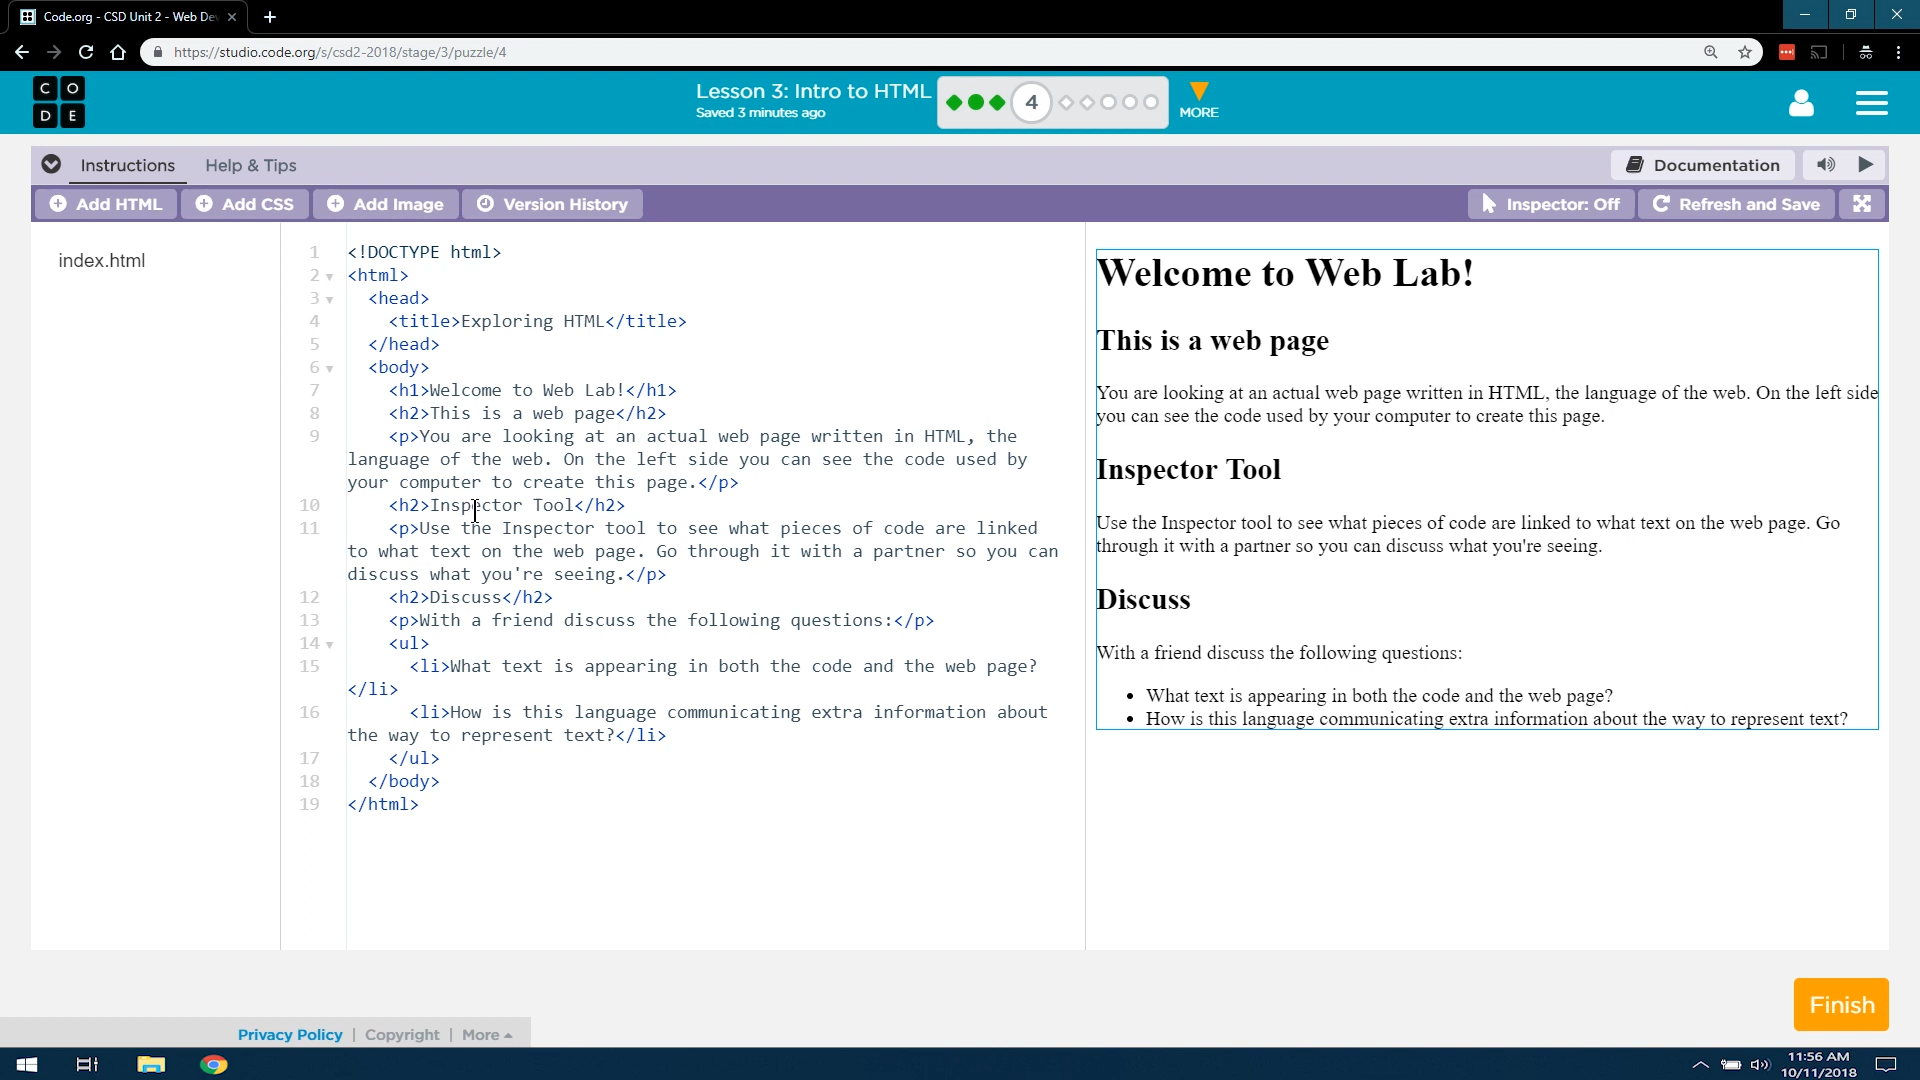 Code.org - CSD Unit 2 - Web De
https://studio.code.org/s/csd2-2018/stage/3/puzzle/4
C O
D E
Lesson 3: Intro to HTML
Saved 3 minutes ago
4
MORE
Instructions
Help & Tips
Documentation
Add HTML
Add CSS
Add Image
Version History
Inspector: Off
Refresh and Save
index.html
1 <!DOCTYPE html>
2 <html>
3 <head>
4 <title>Exploring HTML</title>
5 </head>
6 <body>
7 <h1>Welcome to Web Lab!</h1>
8 <h2>This is a web page</h2>
9 <p>You are looking at an actual web page written in HTML, the
language of the web. On the left side you can see the code used by
your computer to create this page.</p>
10 <h2>Inspector Tool</h2>
11 <p>Use the Inspector tool to see what pieces of code are linked
to what text on the web page. Go through it with a partner so you can
discuss what you're seeing.</p>
12 <h2>Discuss</h2>
13 <p>With a friend discuss the following questions:</p>
14 <ul>
15 <li>What text is appearing in both the code and the web page?
</li>
16 <li>How is this language communicating extra information about
the way to represent text?</li>
17 </ul>
18 </body>
19 </html>
Welcome to Web Lab!
This is a web page
You are looking at an actual web page written in HTML, the language of the web. On the left side
you can see the code used by your computer to create this page.
Inspector Tool
Use the Inspector tool to see what pieces of code are linked to what text on the web page. Go
through it with a partner so you can discuss what you're seeing.
Discuss
With a friend discuss the following questions:
• What text is appearing in both the code and the web page?
• How is this language communicating extra information about the way to represent text?
Finish
Privacy Policy | Copyright | More
11:56 AM
10/11/2018